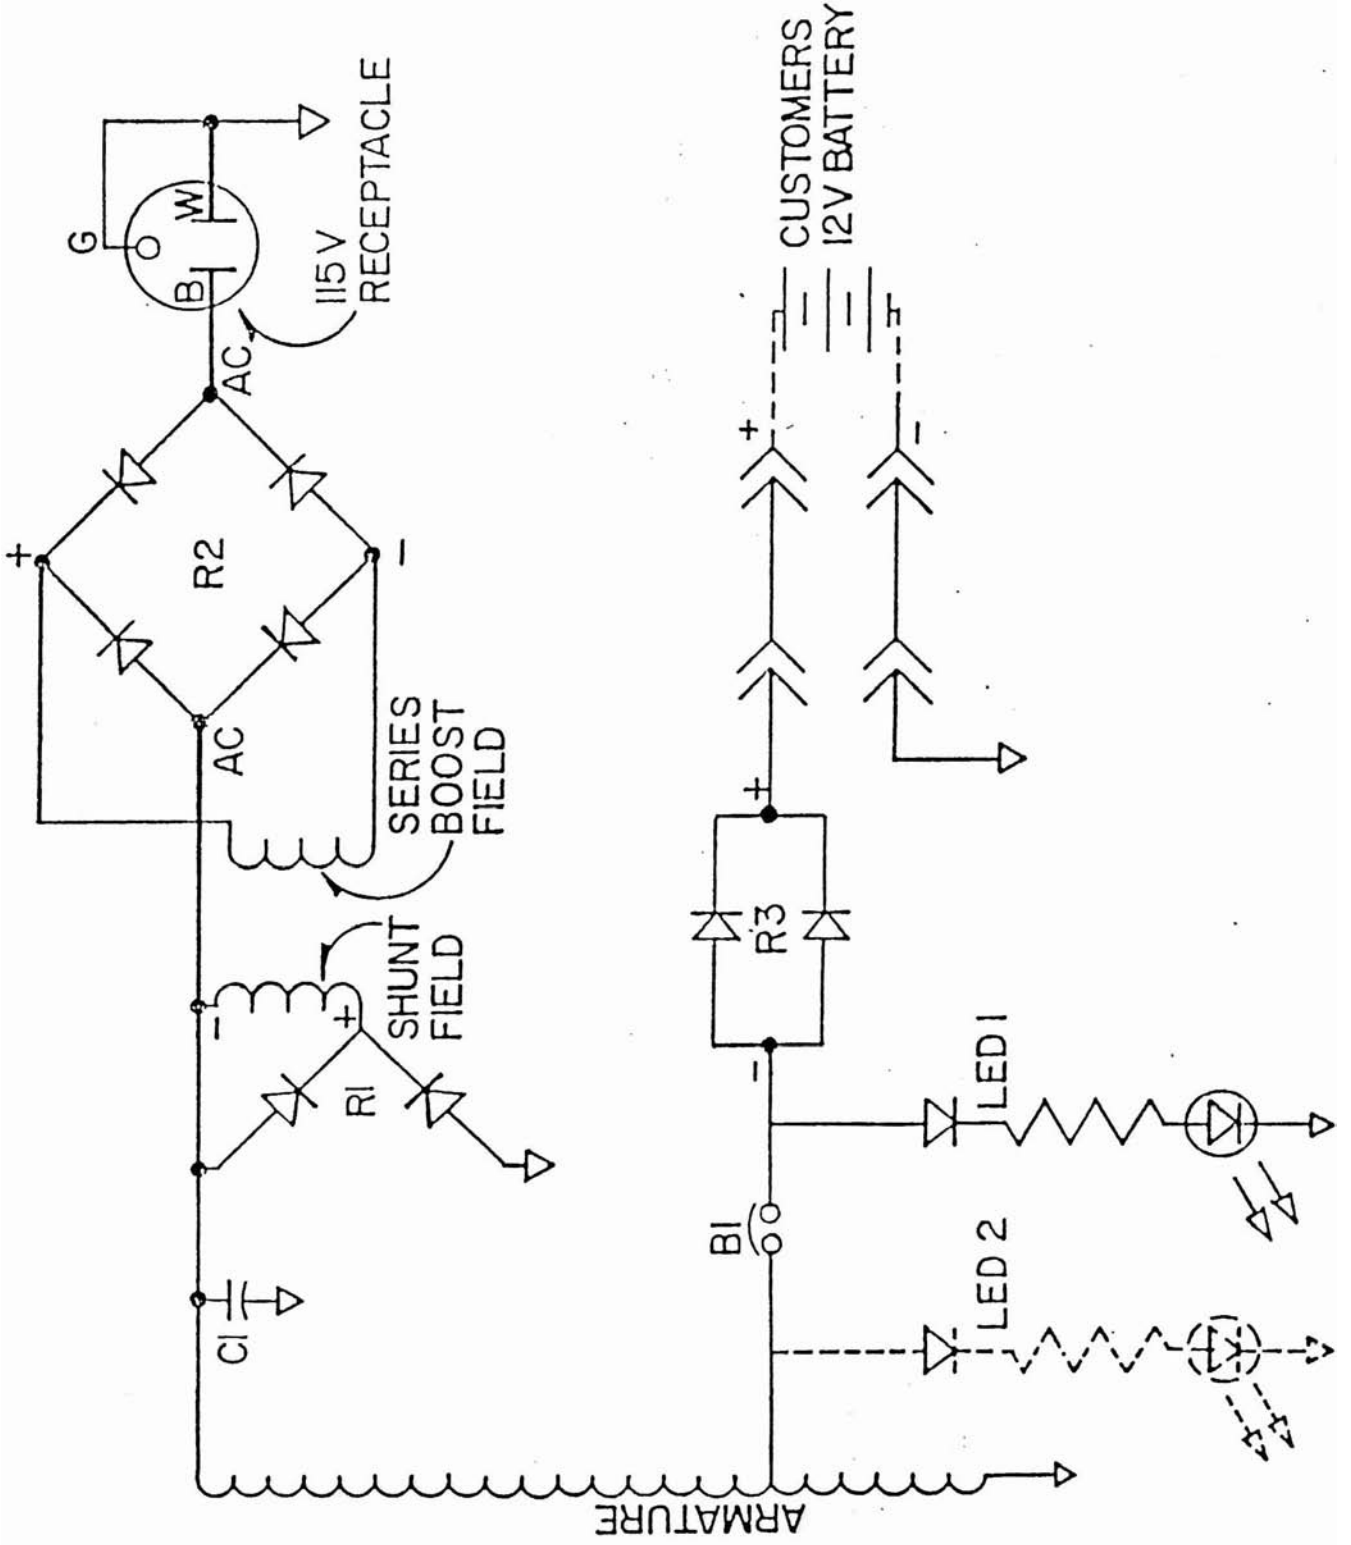 ARMATURE
C1
R1
-
+
SHUNT
FIELD
SERIES
BOOST
FIELD
AC
+
R2
-
AC
G
B
W
115V
RECEPTACLE
B1
LED 2
LED 1
-
R3
+
+
-
CUSTOMERS
12V BATTERY